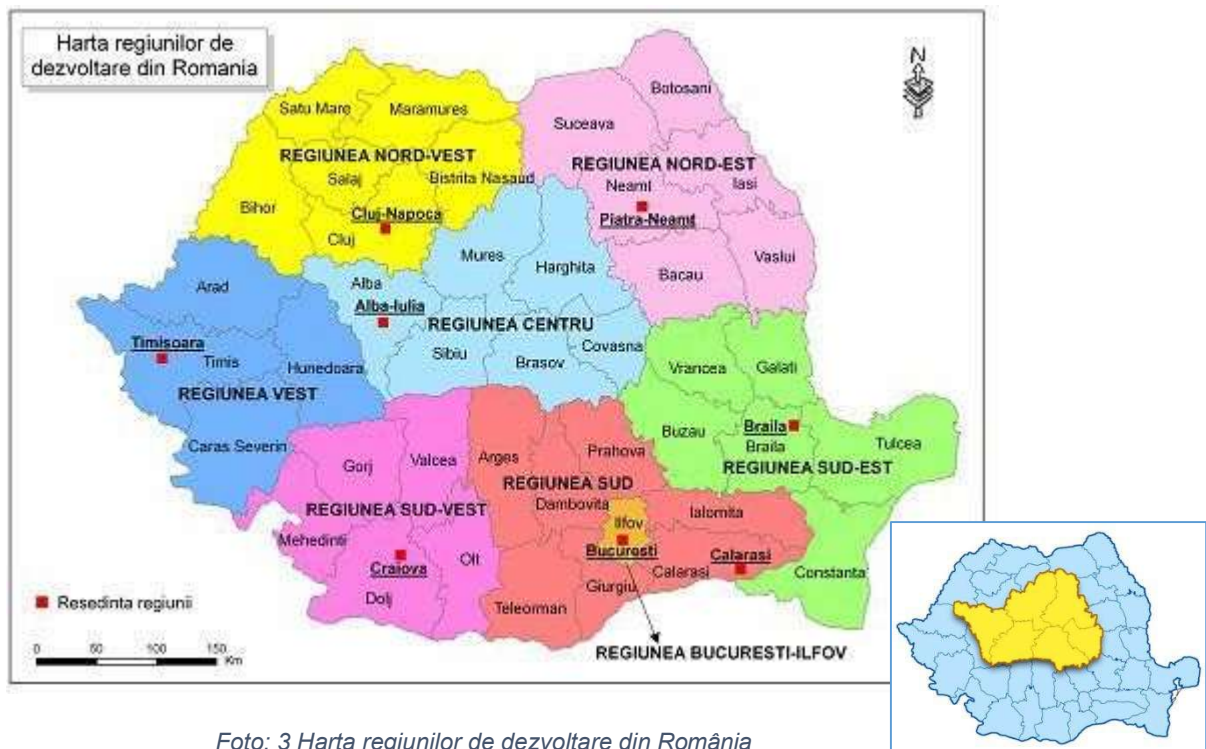 Harta regiunilor de
dezvoltare din Romania
N
Botosani
Satu Mare
Maramures
Suceava
REGIUNEA NORD-VEST
REGIUNEA NORD-EST
Salaj
Bistrita Nasaud
Neamt
Iasi
Bihor
Cluj-Napoca
Piatra-Neamt
Cluj
Mures
Harghita
Vaslui
Bacau
Arad
Alba
Alba-Iulia
REGIUNEA CENTRU
Timisoara
Timis
Hunedoara
Sibiu
Brasov
Covasna
Vrancea
Galati
REGIUNEA VEST
Caras Severin
Gorj
Valcea
Arges
Prahova
Buzau
Braila
Braila
Tulcea
REGIUNEA SUD-EST
REGIUNEA SUD
REGIUNEA SUD-VEST
Dambovita
Ialomita
Ilfov
Mehedinti
Craiova
Olt
Bucuresti
Calarasi
Giurgiu
Calarasi
Constanta
Dolj
Teleorman
Resedinta regiunii
0 50 100 150
Km
REGIUNEA BUCURESTI-ILFOV
Foto: 3 Harta regiunilor de dezvoltare din România